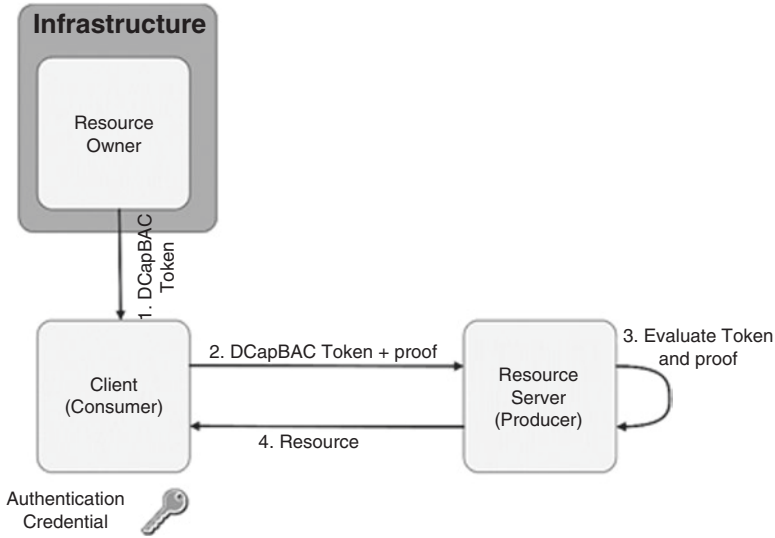 Infrastructure
Resource
Owner
1. DCapBAC
Token
2. DCapBAC Token + proof
3. Evaluate Token
and proof
Client
(Consumer)
Resource
Server
(Producer)
4. Resource
Authentication
Credential